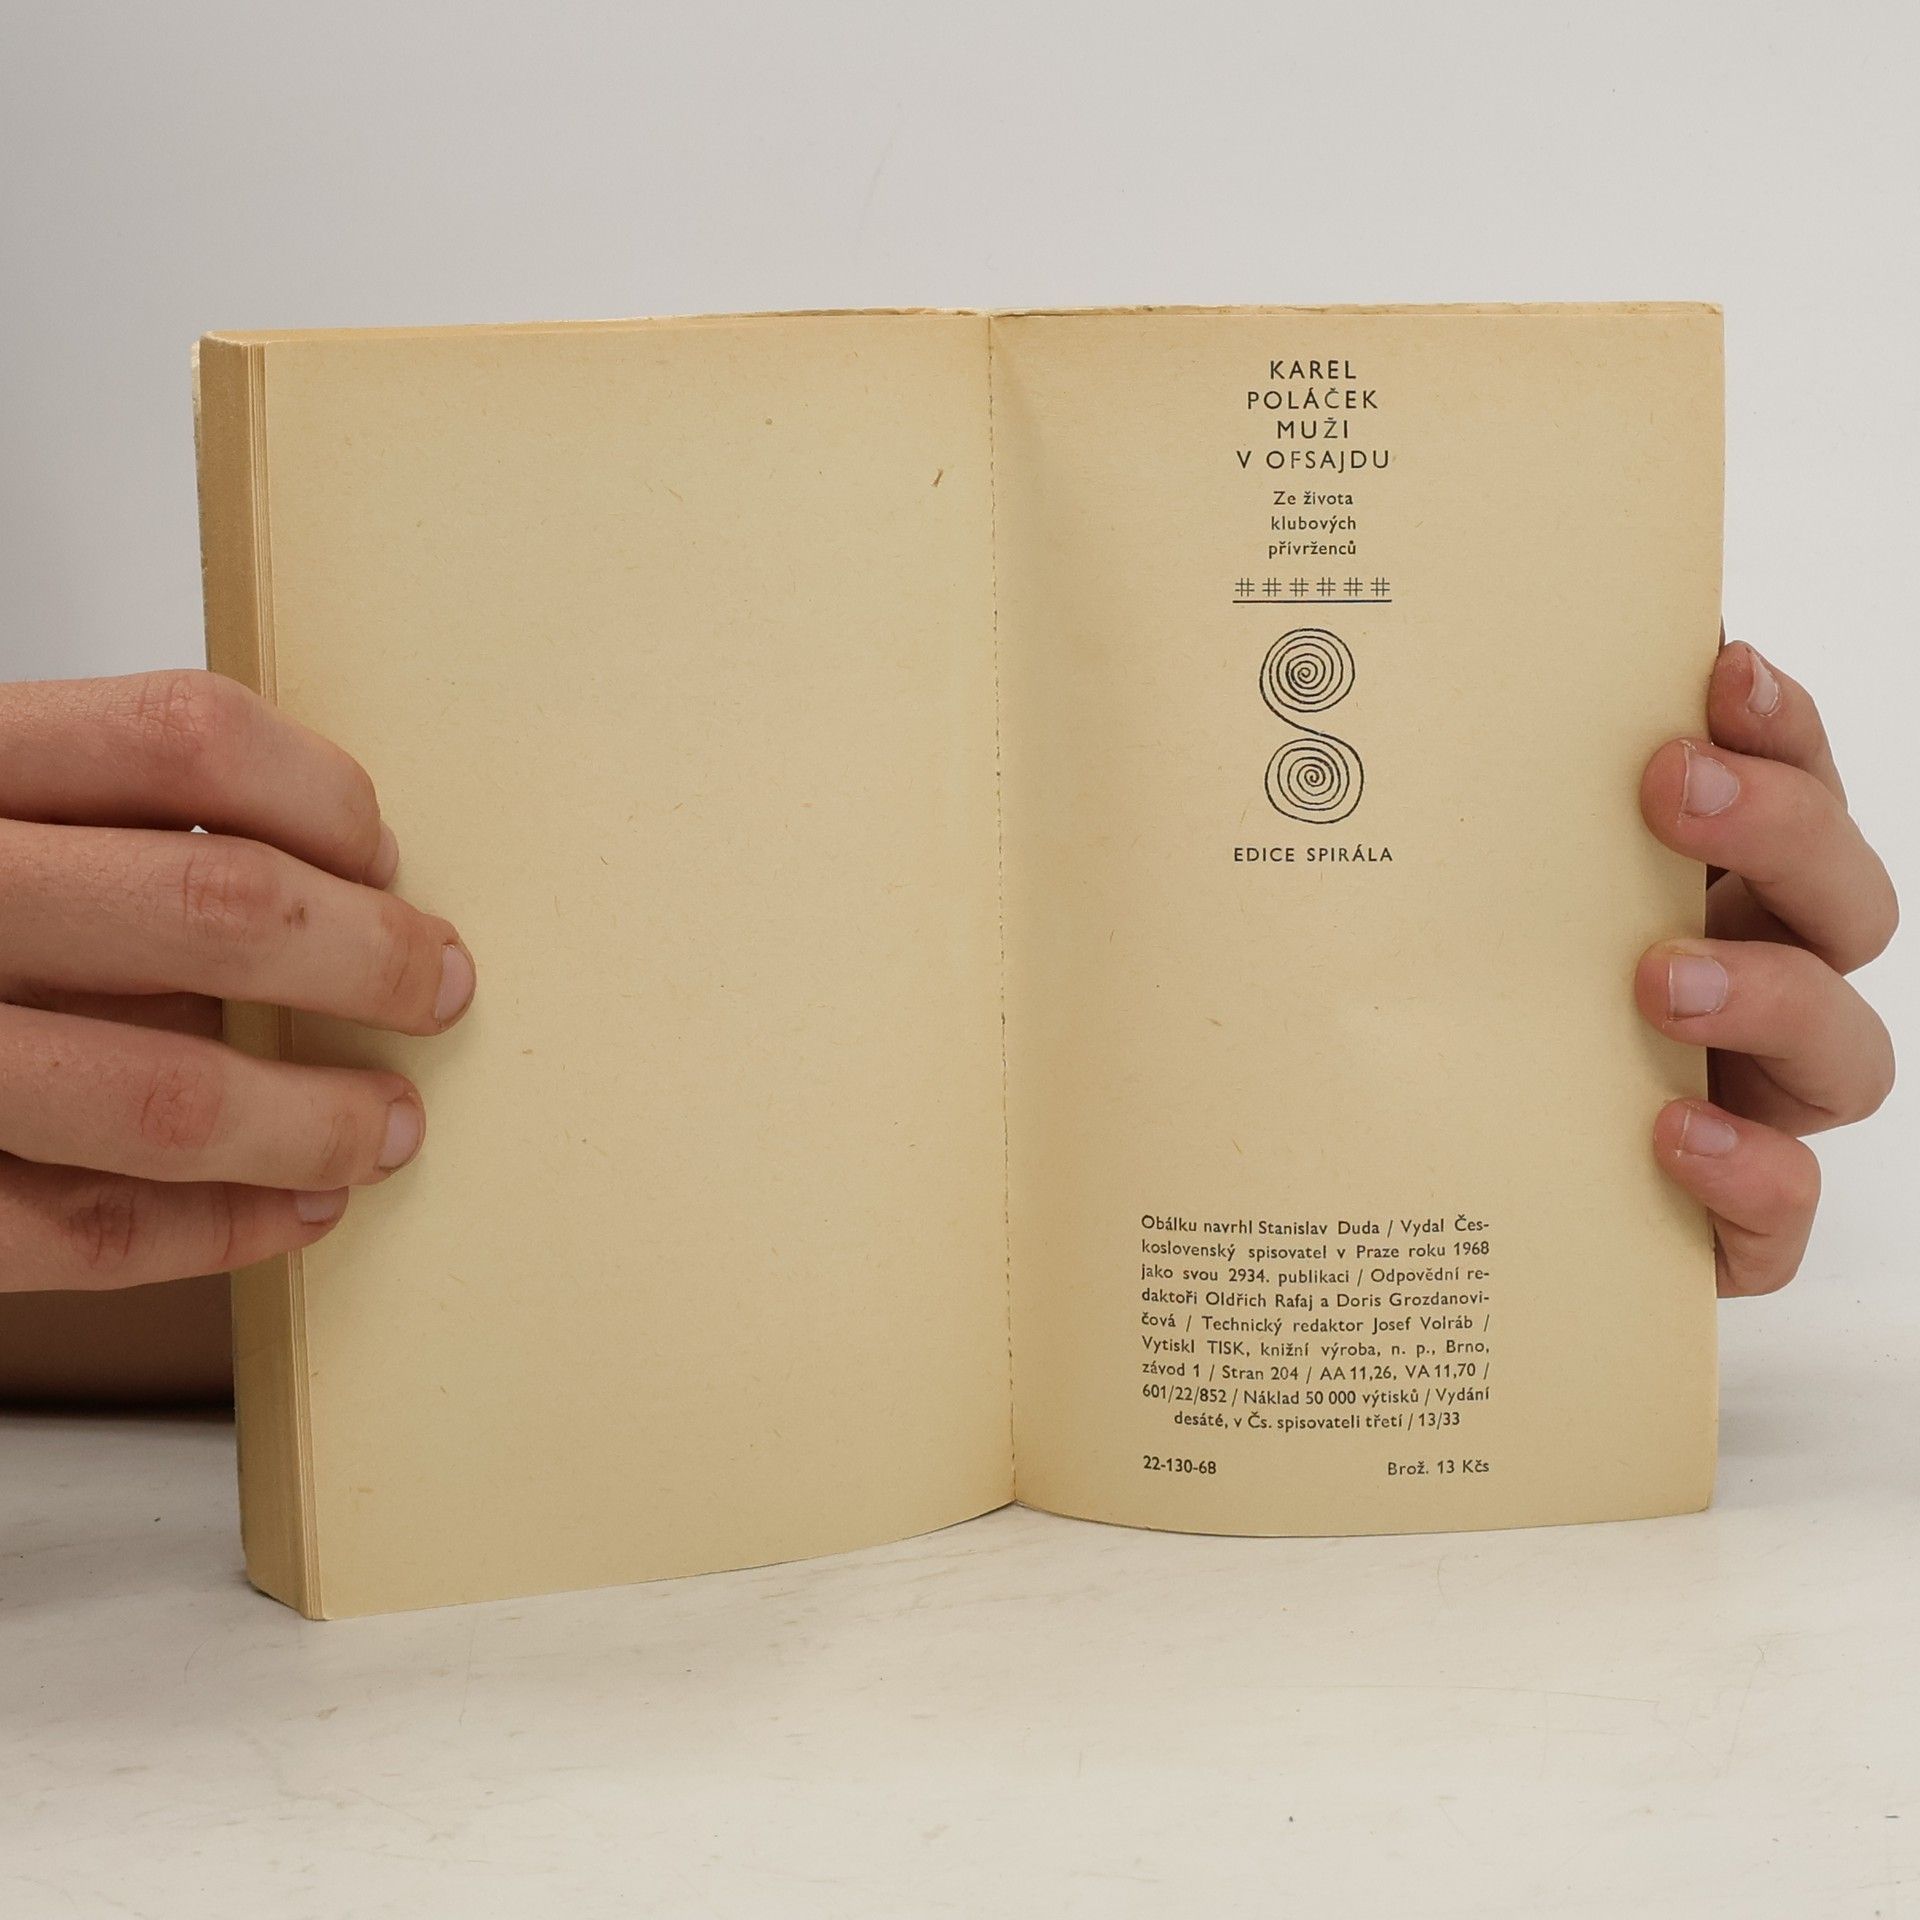 KAREL
POLÁČEK
MUŽI
V OFSAJDU
Ze života
klubových
přívrženců
######
EDICE SPIRÁLA
Obálku navrhl Stanislav Duda / Vydal Čes-
koslovenský spisovatel v Praze roku 1968
jako svou 2934. publikaci / Odpovědní re-
daktoři Oldřich Rafaj a Doris Grozdanovi-
čová / Technický redaktor Josef Volráb /
Vytiskl TISK, knižní výroba, n. p., Brno,
závod 1 / Stran 204 / AA 11,26, VA 11,70 /
601/22/852 / Náklad 50 000 výtisků / Vydání
desáté, v Čs. spisovateli třetí / 13/33
22-130-68 Brož. 13 Kčs